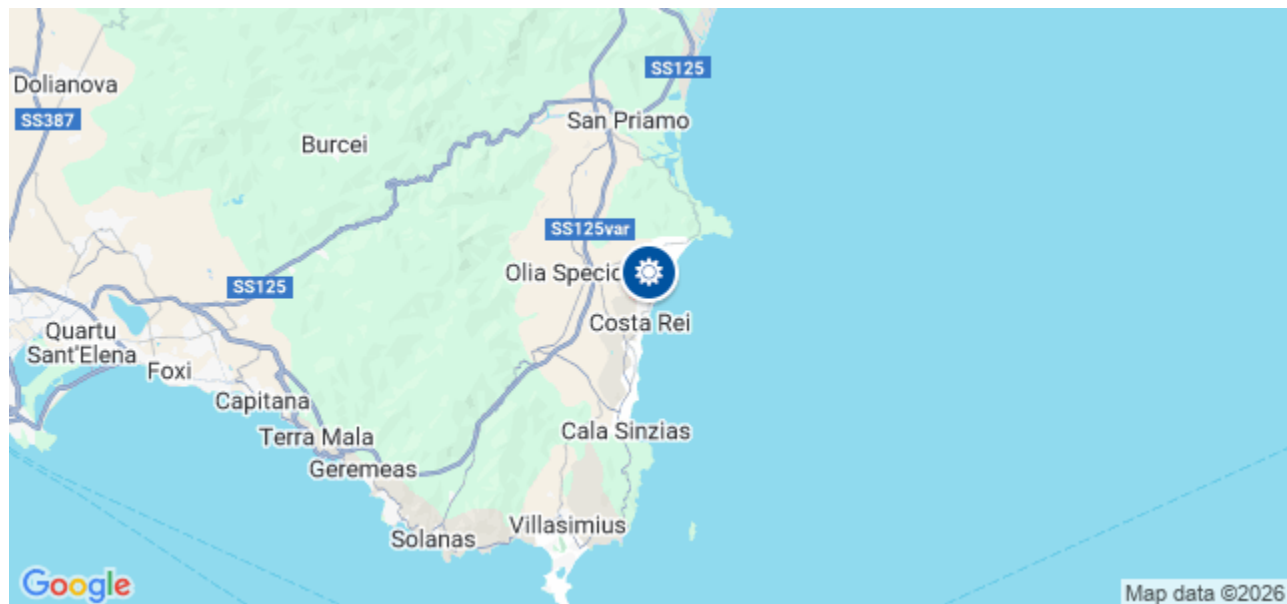 SS125
Dolianova
SS387
San Priamo
Burcei
SS125var
Olia Specio
SS125
Costa Rei
Quartu
Sant'Elena
Foxi
Capitana
Cala Sinzias
Terra Mala
Geremeas
Villasimius
Solanas
Google
Map data ©2026